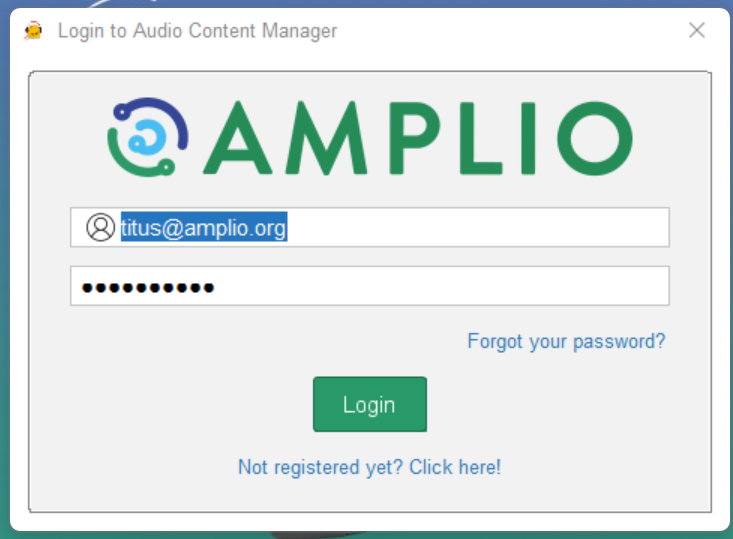 Login to Audio Content Manager
AMPLIO
titus@amplio.org
••••••••••
Forgot your password?
Login
Not registered yet? Click here!